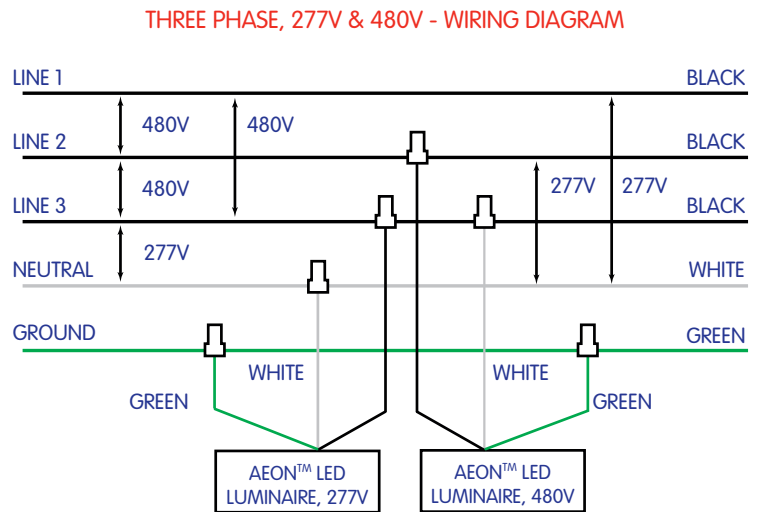 THREE PHASE, 277V & 480V - WIRING DIAGRAM
LINE 1
BLACK
480V
480V
LINE 2
BLACK
480V
277V
277V
LINE 3
BLACK
277V
NEUTRAL
WHITE
GROUND
GREEN
WHITE
WHITE
GREEN
GREEN
AEON™ LED
LUMINAIRE, 277V
AEON™ LED
LUMINAIRE, 480V